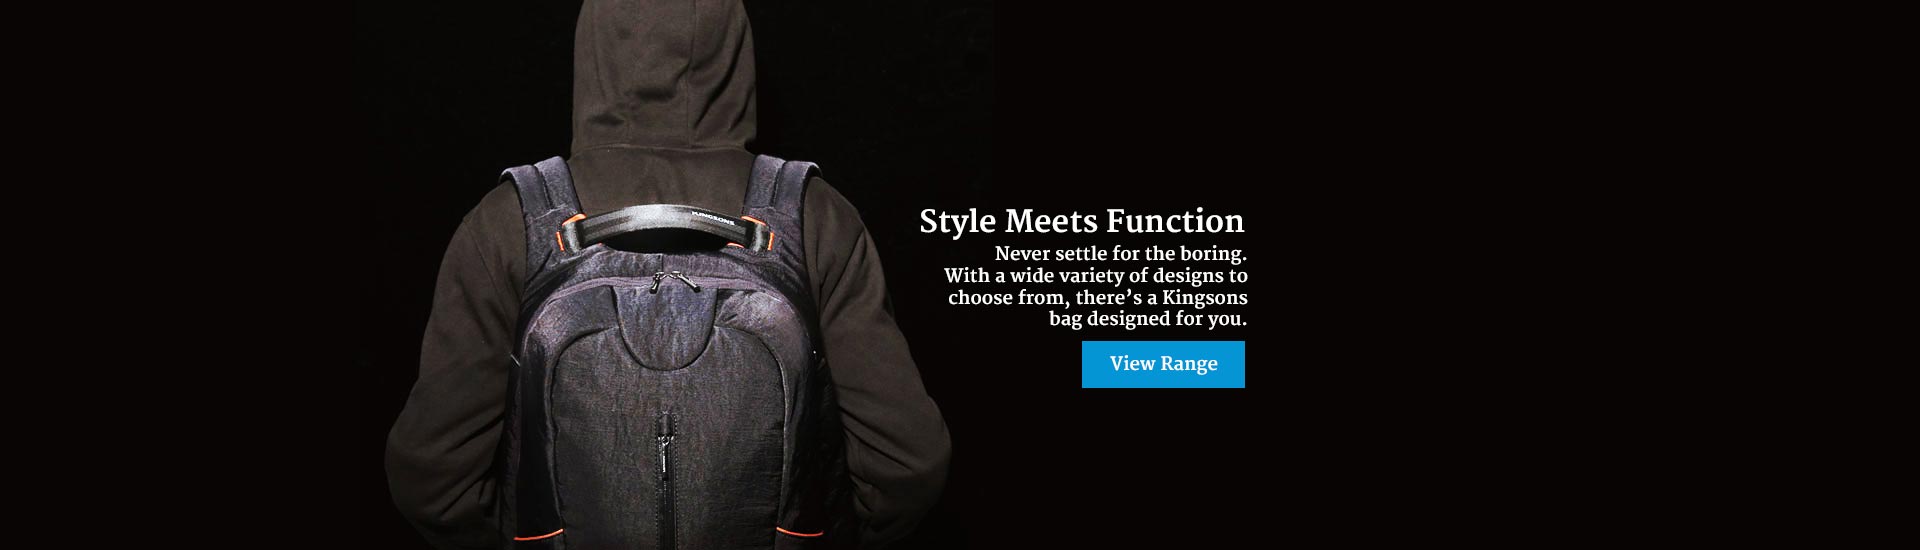 KINGSONS
Style Meets Function
Never settle for the boring.
With a wide variety of designs to
choose from, there’s a Kingsons
bag designed for you.
View Range